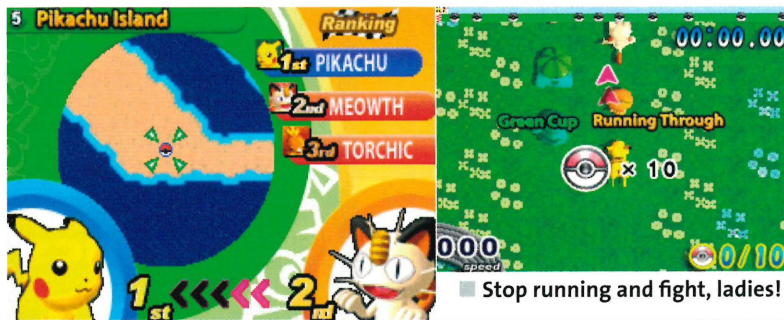 5 Pikachu Island
Ranking
1st PIKACHU
2nd MEOWTH
3rd TORCHIC
1st 2nd
00:00.00
Green Cup Running Through
× 10
000
speed
0/10
Stop running and fight, ladies!